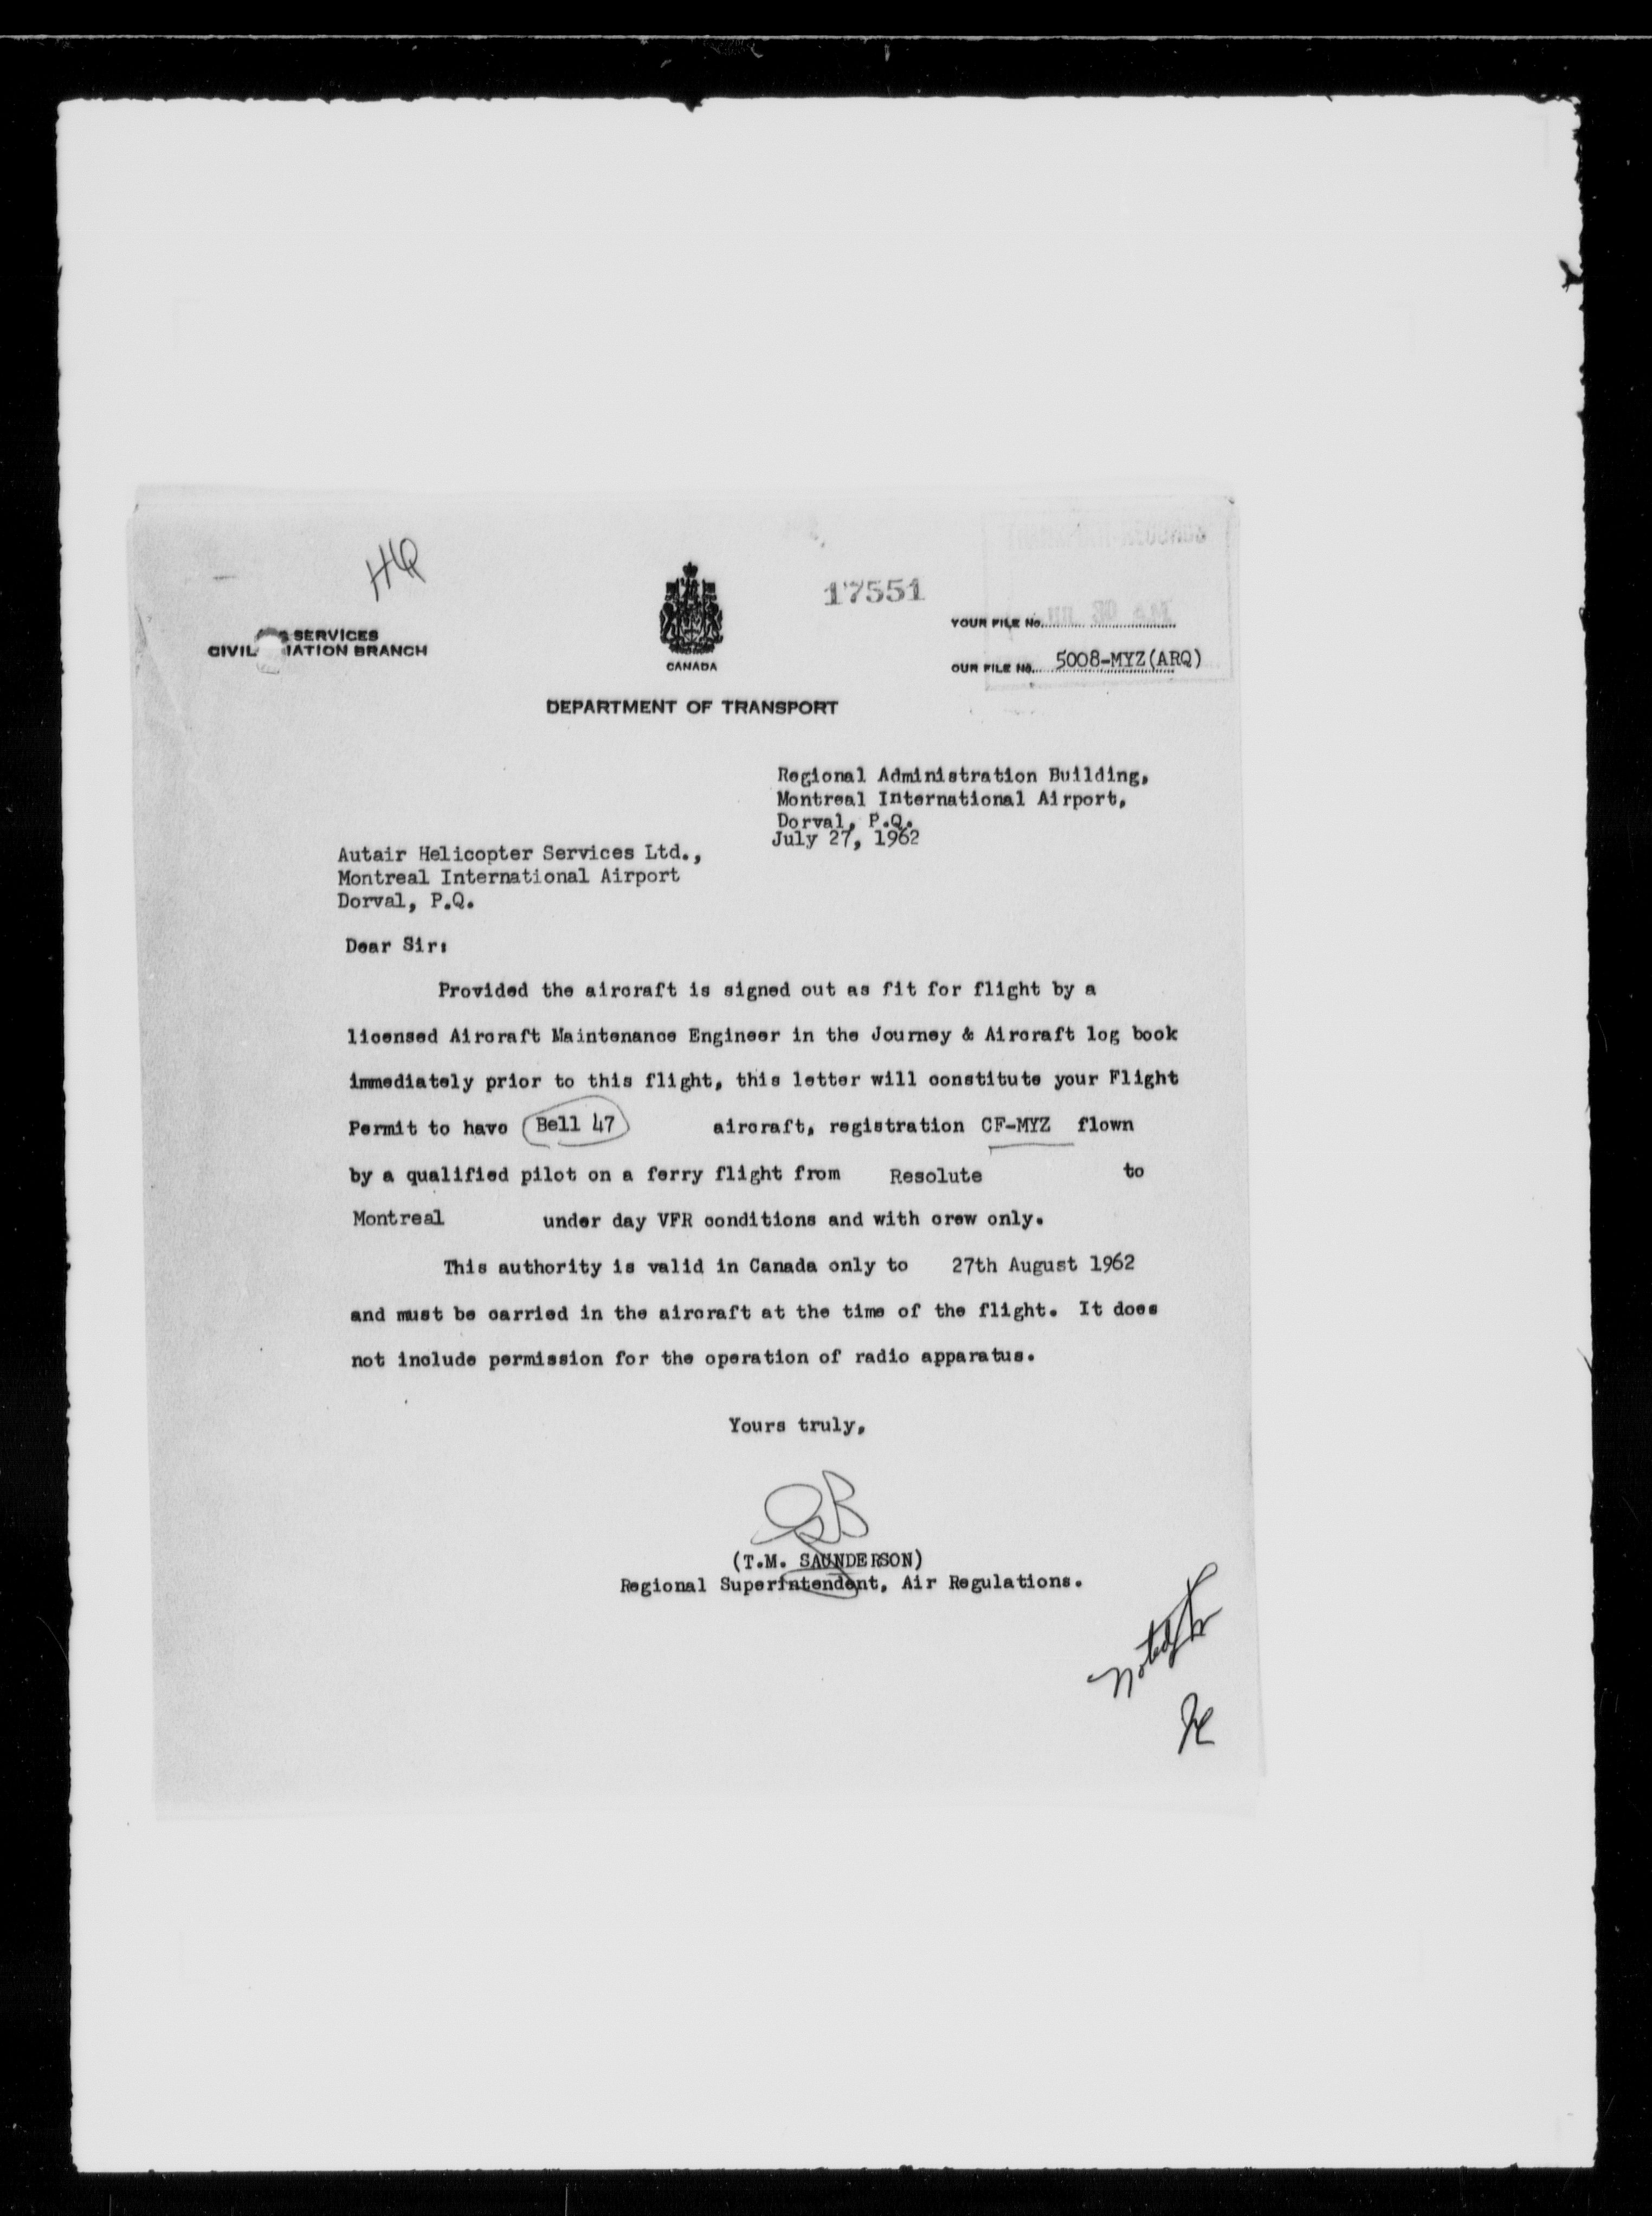 HQ
17551
SERVICES
CIVIL IATION BRANCH
CANADA
YOUR FILE No.
OUR FILE No. 5008-MYZ(ARQ)
DEPARTMENT OF TRANSPORT
Regional Administration Building,
Montreal International Airport,
Dorval, P.Q.
July 27, 1962
Autair Helicopter Services Ltd.,
Montreal International Airport
Dorval, P.Q.
Dear Sir:
Provided the aircraft is signed out as fit for flight by a
licensed Aircraft Maintenance Engineer in the Journey & Aircraft log book
immediately prior to this flight, this letter will constitute your Flight
Permit to have Bell 47 aircraft, registration CF-MYZ flown
by a qualified pilot on a ferry flight from Resolute to
Montreal under day VFR conditions and with crew only.
This authority is valid in Canada only to 27th August 1962
and must be carried in the aircraft at the time of the flight. It does
not include permission for the operation of radio apparatus.
Yours truly,
(T.M. SAUNDERSON)
Regional Superintendent, Air Regulations.
noted